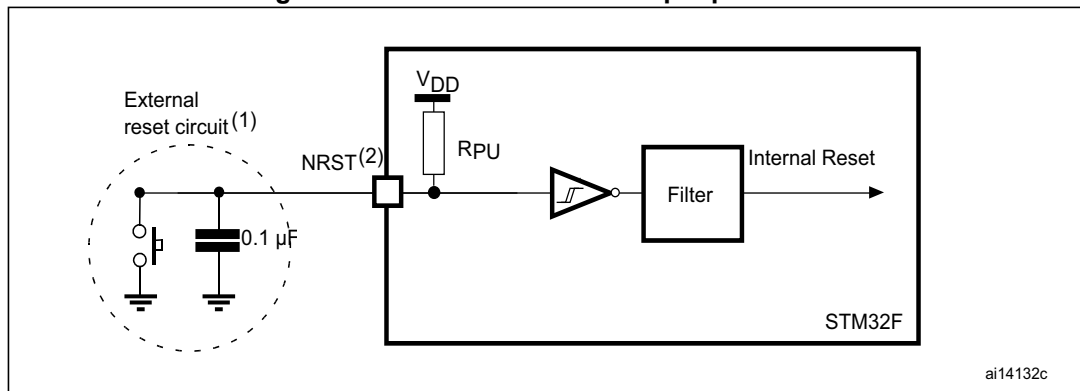 External
reset circuit(1)
NRST(2)
VDD
RPU
Internal Reset
Filter
0.1 µF
STM32F
ai14132c